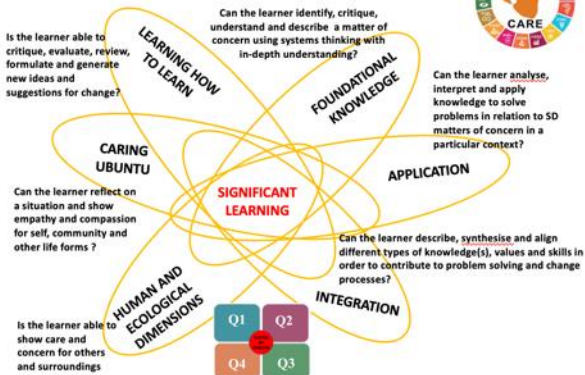 CARE
Can the learner identify, critique,
understand and describe a matter of
concern using systems thinking with
in-depth understanding?
Is the learner able to
critique, evaluate, review,
formulate and generate
new ideas and
suggestions for change?
LEARNING HOW
TO LEARN
FOUNDATIONAL
KNOWLEDGE
Can the learner analyse,
interpret and apply
knowledge to solve
problems in relation to SD
matters of concern in a
particular context?
CARING
UBUNTU
APPLICATION
SIGNIFICANT
LEARNING
Can the learner reflect on
a situation and show
empathy and compassion
for self, community and
other life forms ?
Can the learner describe, synthesise and align
different types of knowledge(s), values and skills in
order to contribute to problem solving and change
processes?
HUMAN AND
ECOLOGICAL
DIMENSIONS
INTEGRATION
Is the learner able to
show care and
concern for others
and surroundings
Q1
Q2
Q4
Q3